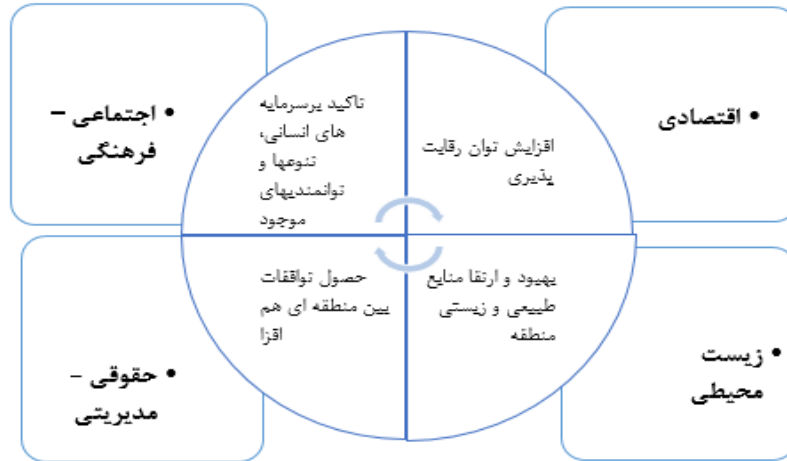 • اقتصادی
افزایش توان رقابت
پذیری
• اجتماعی –
فرهنگی
تاکید برسرمایه
های انسانی،
تنوعها و
توانمندیهای
موجود
• زیست
محیطی
بهبود و ارتقا منابع
طبیعی و زیستی
منطقه
• حقوقی -
مدیریتی
حصول توافقات
بین منطقه ای هم
افزا